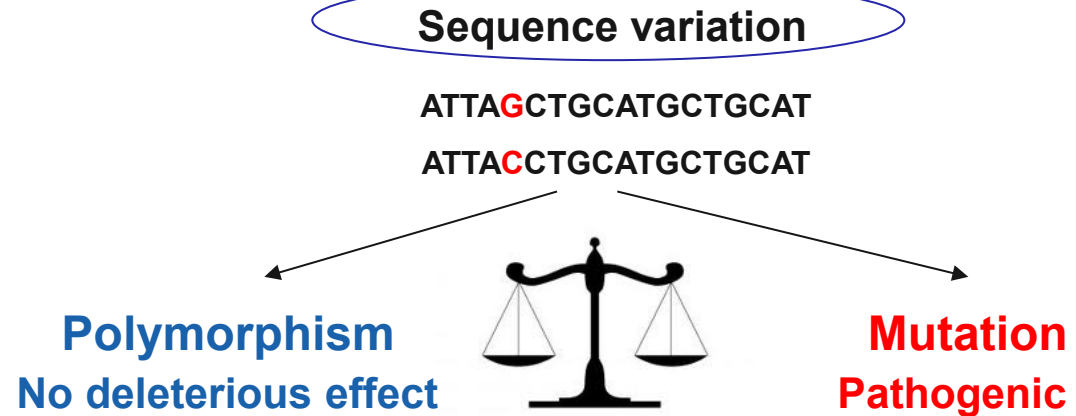 Sequence variation
ATTAGCTGCATGCTGCAT
ATTACCTGCATGCTGCAT
Polymorphism
No deleterious effect
Mutation
Pathogenic